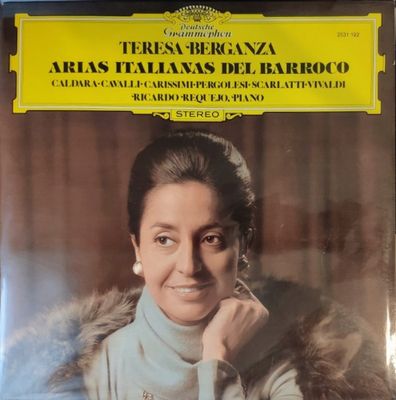 Deutsche
Grammophon
2531 192
TERESA·BERGANZA
ARIAS ITALIANAS DEL BARROCO
CALDARA·CAVALLI·CARISSIMI·PERGOLESI·SCARLATTI·VIVALDI
RICARDO REQUEJO, PIANO
STEREO